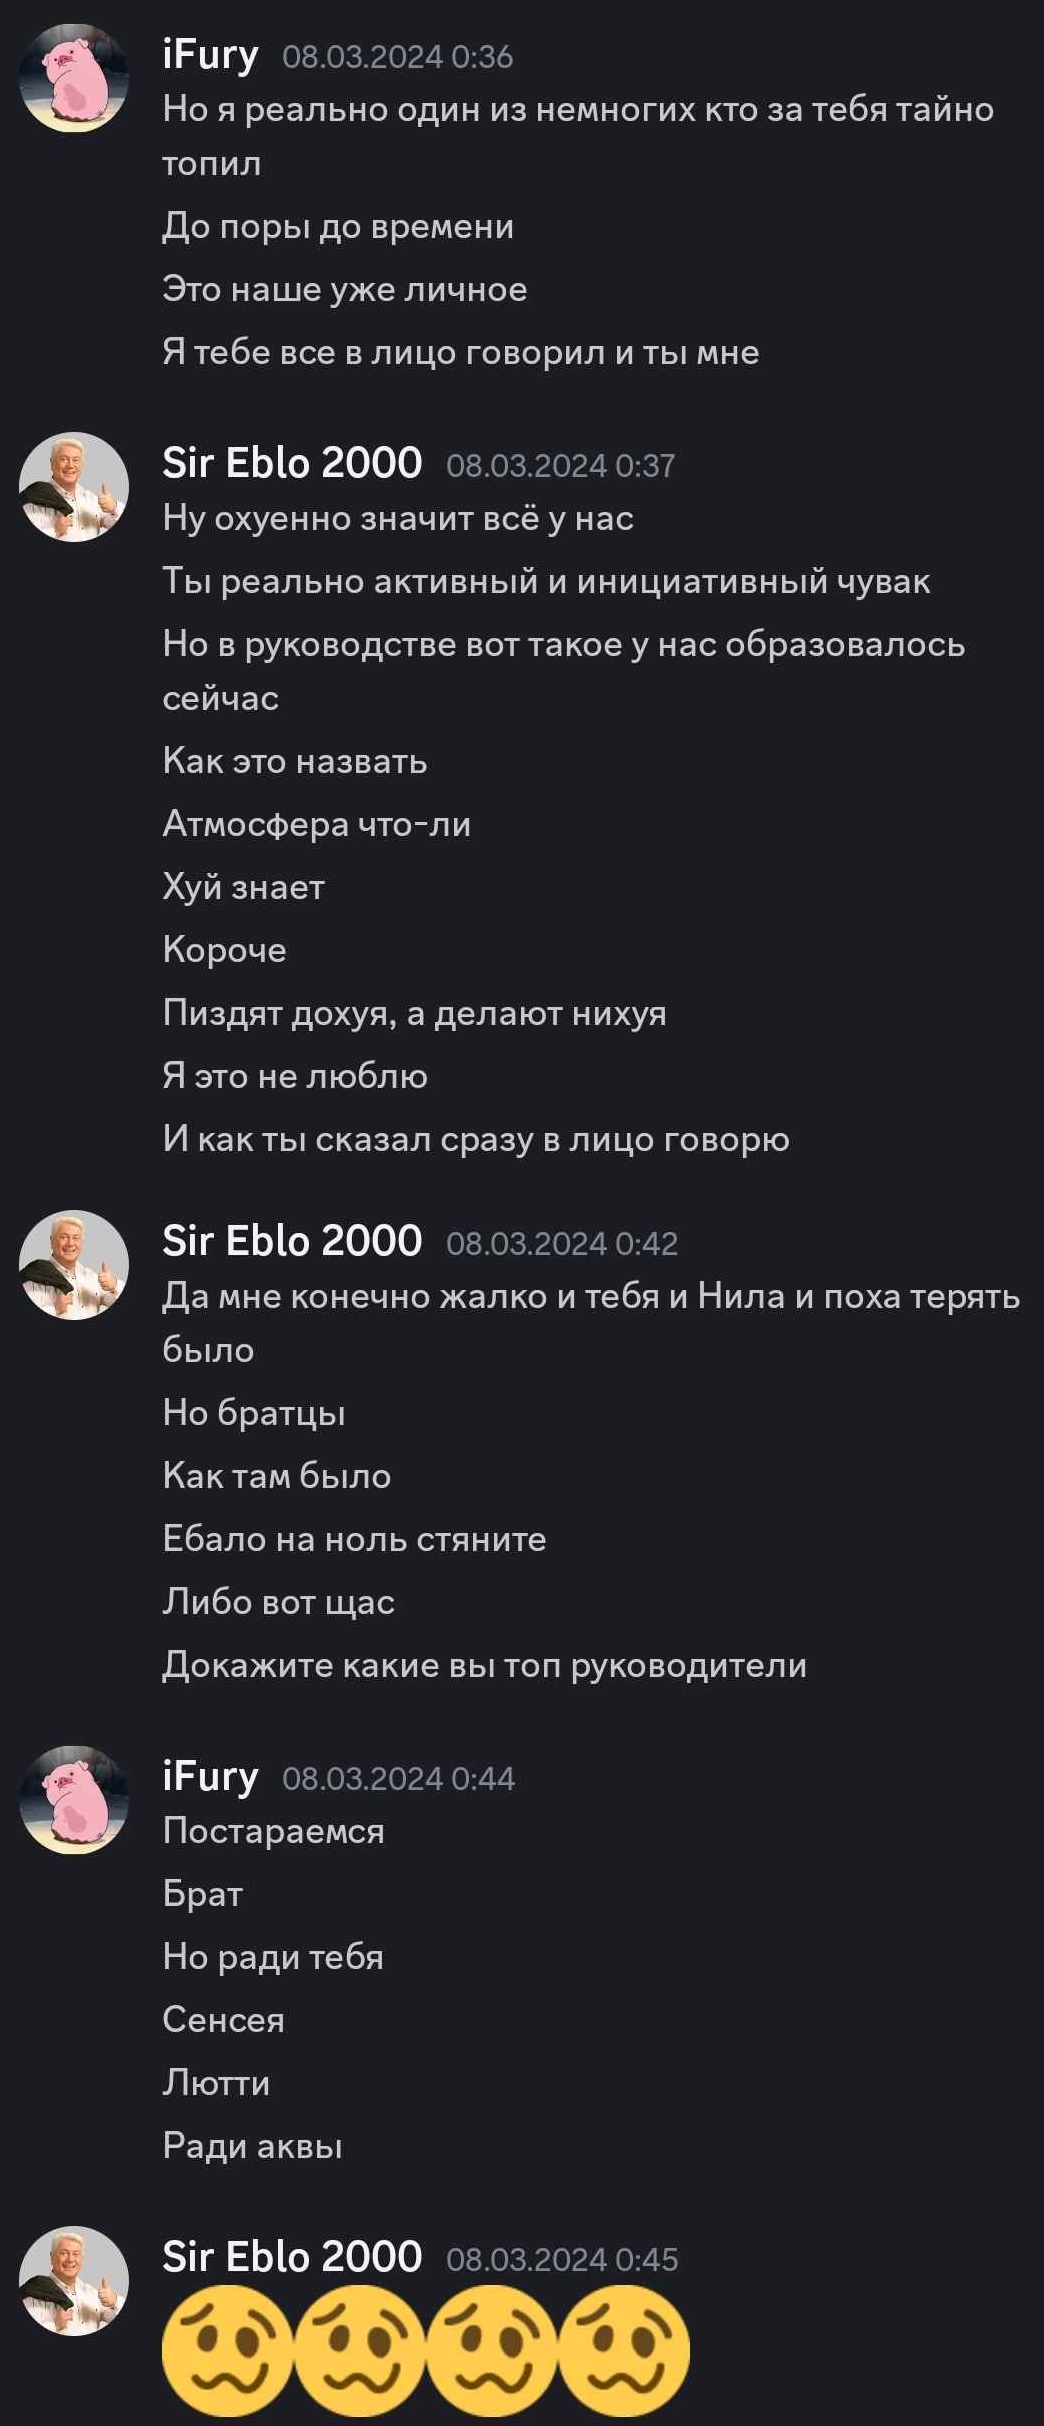 iFury 08.03.2024 0:36
Но я реально один из немногих кто за тебя тайно
топил
До поры до времени
Это наше уже личное
Я тебе все в лицо говорил и ты мне
Sir Eblo 2000 08.03.2024 0:37
Ну охуенно значит всё у нас
Ты реально активный и инициативный чувак
Но в руководстве вот такое у нас образовалось
сейчас
Как это назвать
Атмосфера что-ли
Хуй знает
Короче
Пиздят дохуя, а делают нихуя
Я это не люблю
И как ты сказал сразу в лицо говорю
Sir Eblo 2000 08.03.2024 0:42
Да мне конечно жалко и тебя и Нила и поха терять
было
Но братцы
Как там было
Ебало на ноль стяните
Либо вот щас
Докажите какие вы топ руководители
iFury 08.03.2024 0:44
Постараемся
Брат
Но ради тебя
Сенсея
Лютти
Ради аквы
Sir Eblo 2000 08.03.2024 0:45